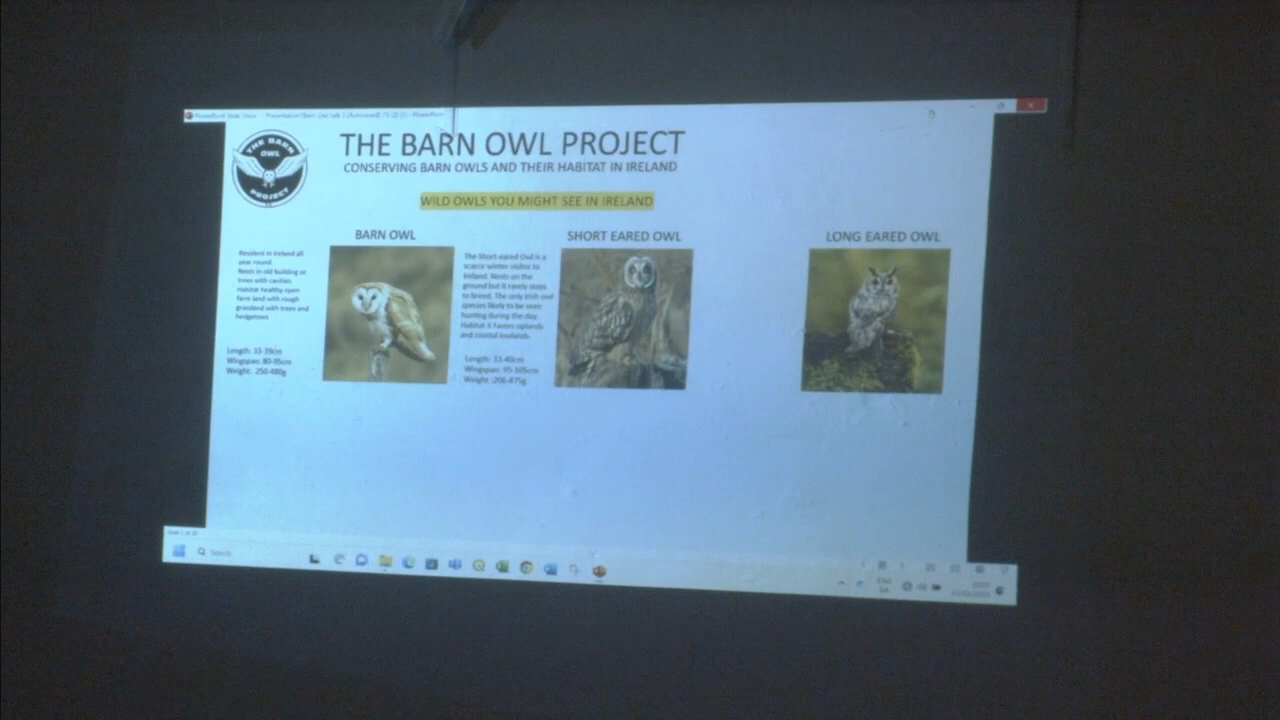 THE BARN
OWL
PROJECT
THE BARN OWL PROJECT
CONSERVING BARN OWLS AND THEIR HABITAT IN IRELAND
WILD OWLS YOU MIGHT SEE IN IRELAND
BARN OWL
Resident in Ireland all
year round
Nests in old building or
trees with cavities
Habitat healthy open
farm land with rough
grassland with trees and
hedgerows
Length: 33-39cm
Wingspan: 80-95cm
Weight: 250-480g
SHORT EARED OWL
The Short-eared Owl is a
scarce winter visitor to
Ireland. Nests on the
ground but it rarely stays
to breed. The only Irish owl
species likely to be seen
hunting during the day.
Habitat it Favors uplands
and coastal lowlands.
Length: 33-40cm
Wingspan: 95-105cm
Weight :206-475g
LONG EARED OWL
Search
ENG